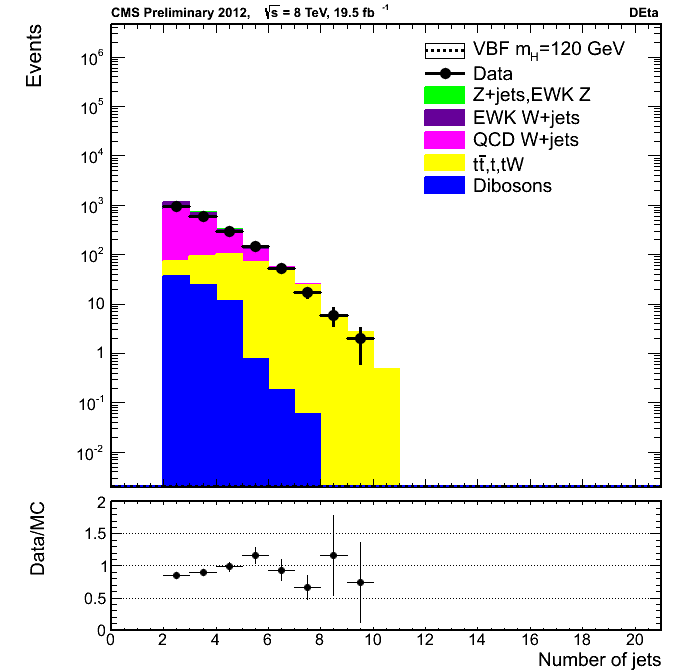 CMS Preliminary 2012, √s = 8 TeV, 19.5 fb⁻¹ DEta
Events
10⁶
10⁵
10⁴
10³
10²
10
1
10⁻¹
10⁻²
VBF m_H=120 GeV
Data
Z+jets,EWK Z
EWK W+jets
QCD W+jets
tt̄,t,tW
Dibosons
Data/MC
2
1.5
1
0.5
0
0 2 4 6 8 10 12 14 16 18 20
Number of jets